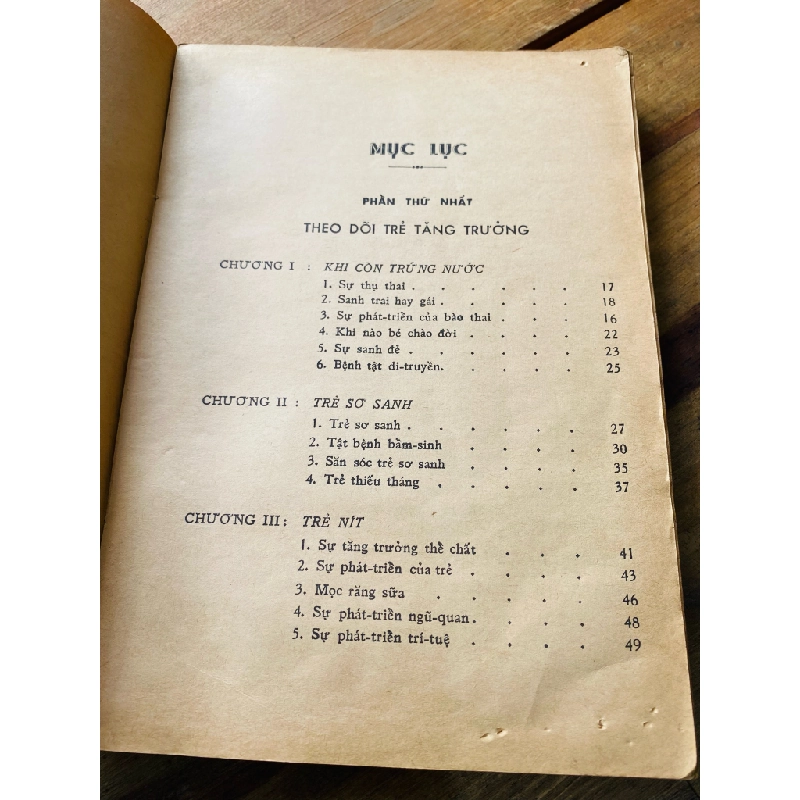 MỤC LỤC
PHẦN THỨ NHẤT
THEO DÕI TRẺ TĂNG TRƯỞNG
CHƯƠNG I : KHI CÒN TRỨNG NƯỚC
1. Sự thụ thai . . . . . . . 17
2. Sanh trai hay gái . . . . . . 18
3. Sự phát-triển của bào thai . . . . 16
4. Khi nào bé chào đời . . . . . 22
5. Sự sanh đẻ . . . . . . 23
6. Bệnh tật di-truyền . . . . . 25
CHƯƠNG II : TRẺ SƠ SANH
1. Trẻ sơ sanh . . . . . . 27
2. Tật bệnh bẩm-sinh . . . . 30
3. Săn sóc trẻ sơ sanh . . . . 35
4. Trẻ thiếu tháng . . . . . 37
CHƯƠNG III : TRẺ NÍT
1. Sự tăng trưởng thể chất . . . 41
2. Sự phát-triển của trẻ . . . . 43
3. Mọc răng sữa . . . . . 46
4. Sự phát-triển ngũ-quan . . . . 48
5. Sự phát-triển trí-tuệ . . . . 49